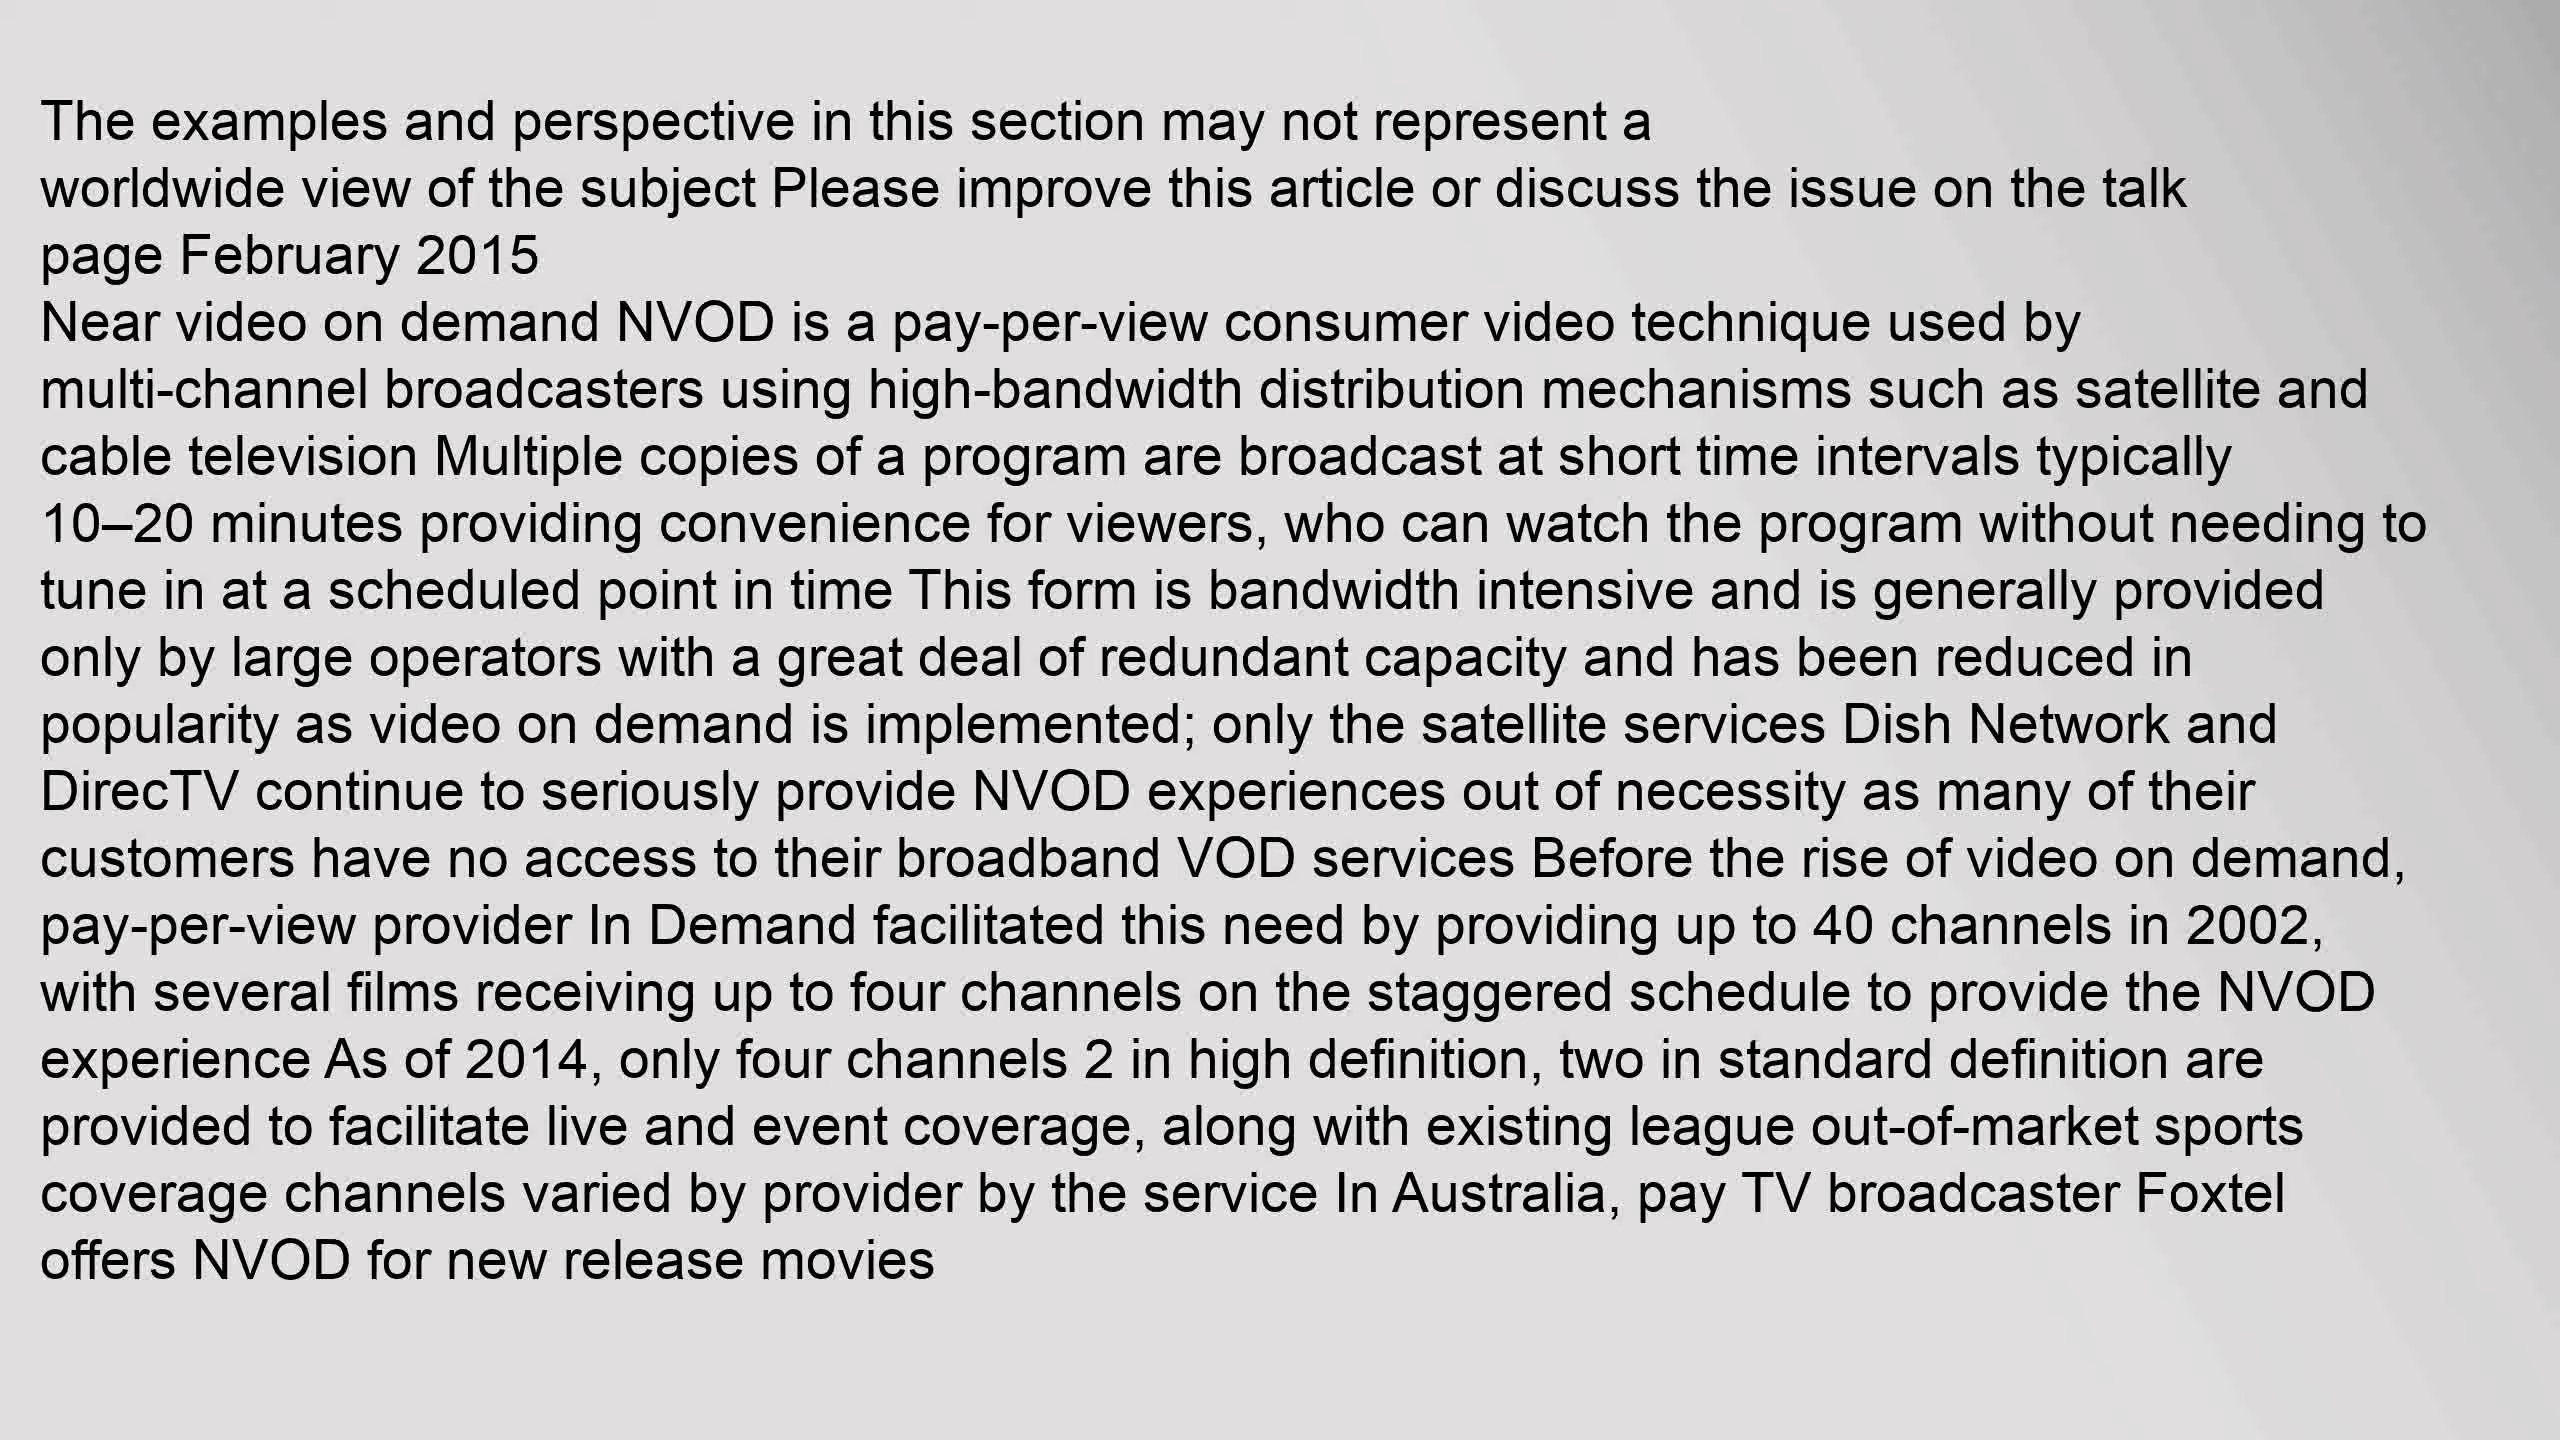 The examples and perspective in this section may not represent a
worldwide view of the subject Please improve this article or discuss the issue on the talk
page February 2015
Near video on demand NVOD is a pay-per-view consumer video technique used by
multi-channel broadcasters using high-bandwidth distribution mechanisms such as satellite and
cable television Multiple copies of a program are broadcast at short time intervals typically
10–20 minutes providing convenience for viewers, who can watch the program without needing to
tune in at a scheduled point in time This form is bandwidth intensive and is generally provided
only by large operators with a great deal of redundant capacity and has been reduced in
popularity as video on demand is implemented; only the satellite services Dish Network and
DirecTV continue to seriously provide NVOD experiences out of necessity as many of their
customers have no access to their broadband VOD services Before the rise of video on demand,
pay-per-view provider In Demand facilitated this need by providing up to 40 channels in 2002,
with several films receiving up to four channels on the staggered schedule to provide the NVOD
experience As of 2014, only four channels 2 in high definition, two in standard definition are
provided to facilitate live and event coverage, along with existing league out-of-market sports
coverage channels varied by provider by the service In Australia, pay TV broadcaster Foxtel
offers NVOD for new release movies